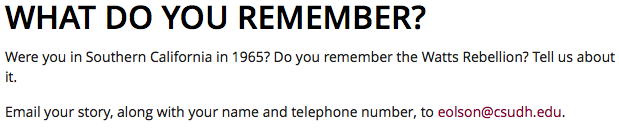 WHAT DO YOU REMEMBER?
Were you in Southern California in 1965? Do you remember the Watts Rebellion? Tell us about
it.
Email your story, along with your name and telephone number, to eolson@csudh.edu.